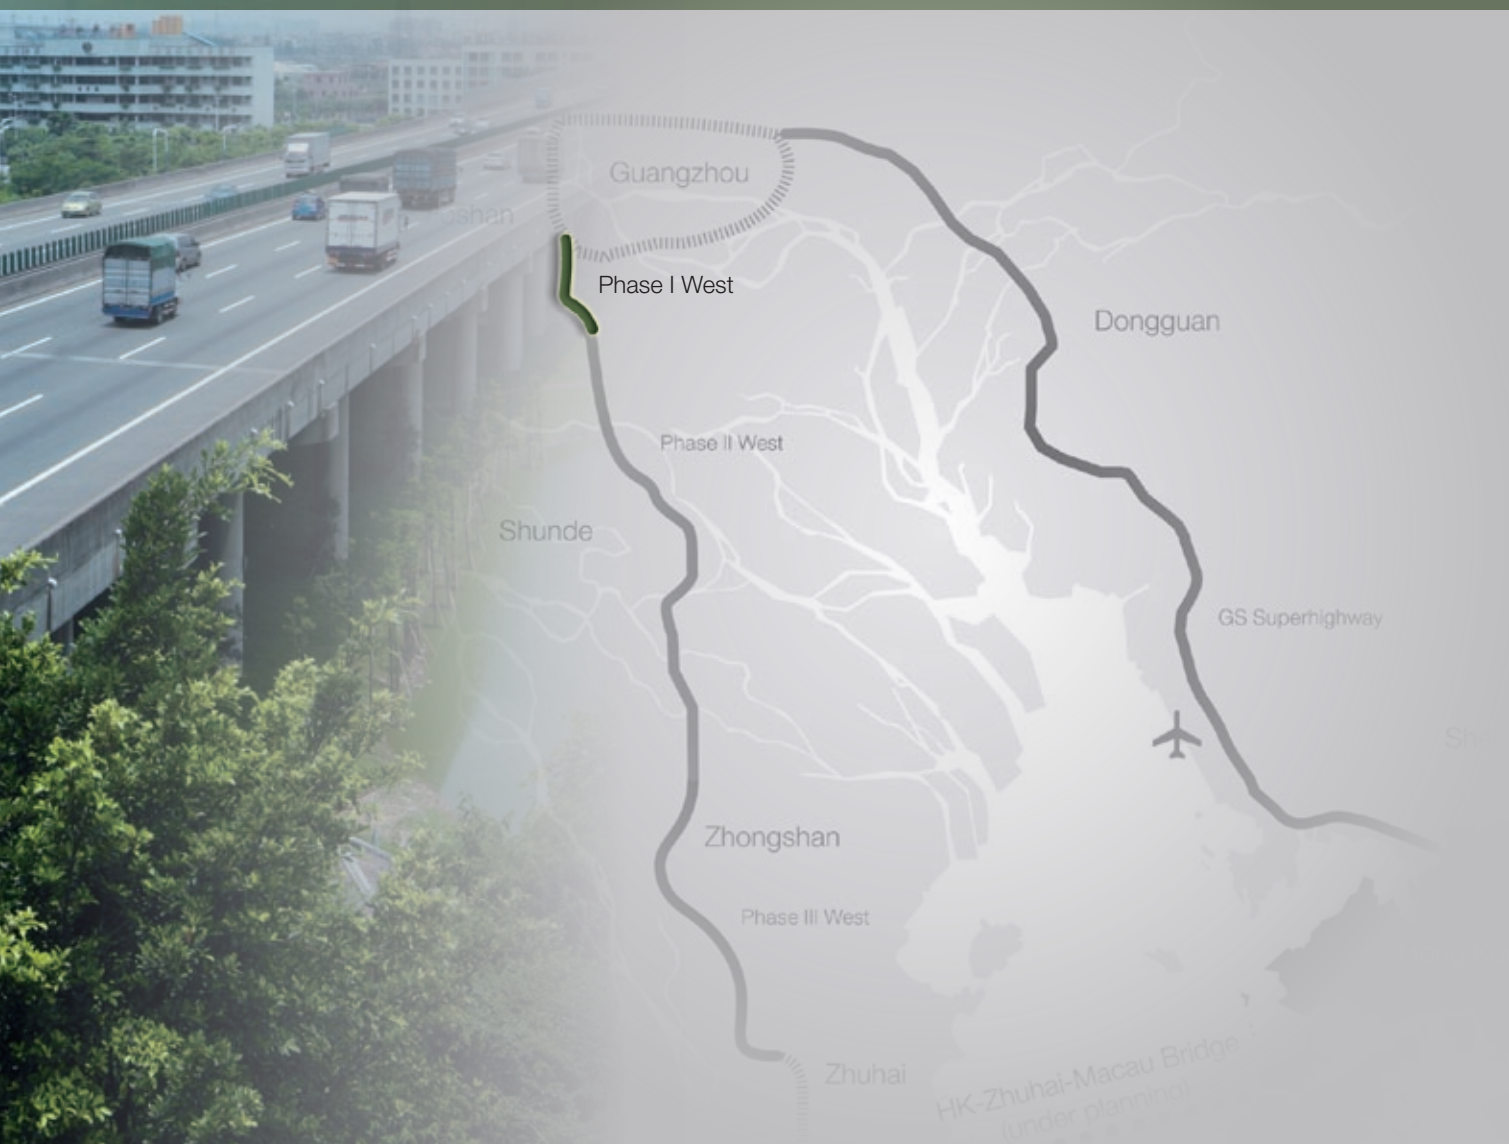 Guangzhou
Phase I West
Dongguan
Phase II West
Shunde
GS Superhighway
Zhongshan
Phase III West
Zhuhai
HK-Zhuhai-Macau Bridge
(under planning)